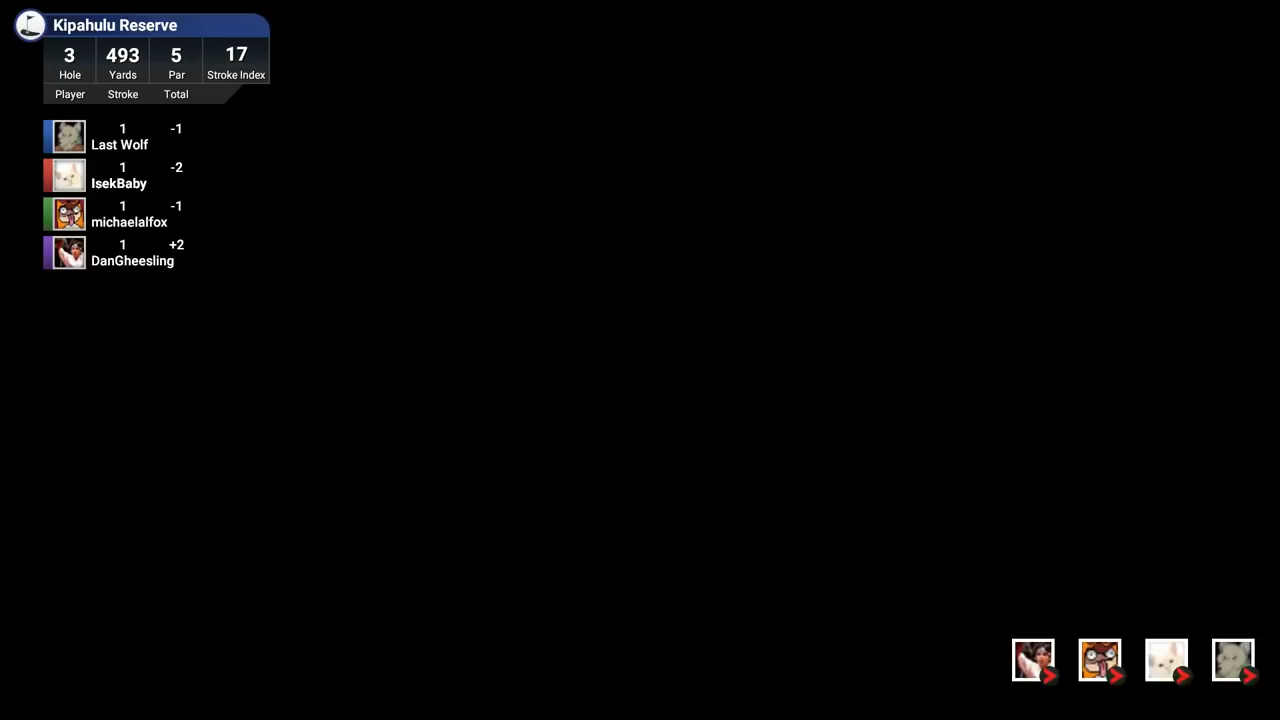 Kipahulu Reserve
3 493 5 17
Hole Yards Par Stroke Index
Player Stroke Total
1 -1
Last Wolf
1 -2
IsekBaby
1 -1
michaelalfox
1 +2
DanGheesling